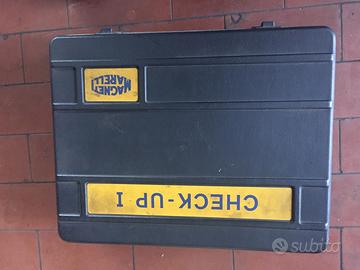 CHECK-UP I
MAGNETI
MARELLI
subito